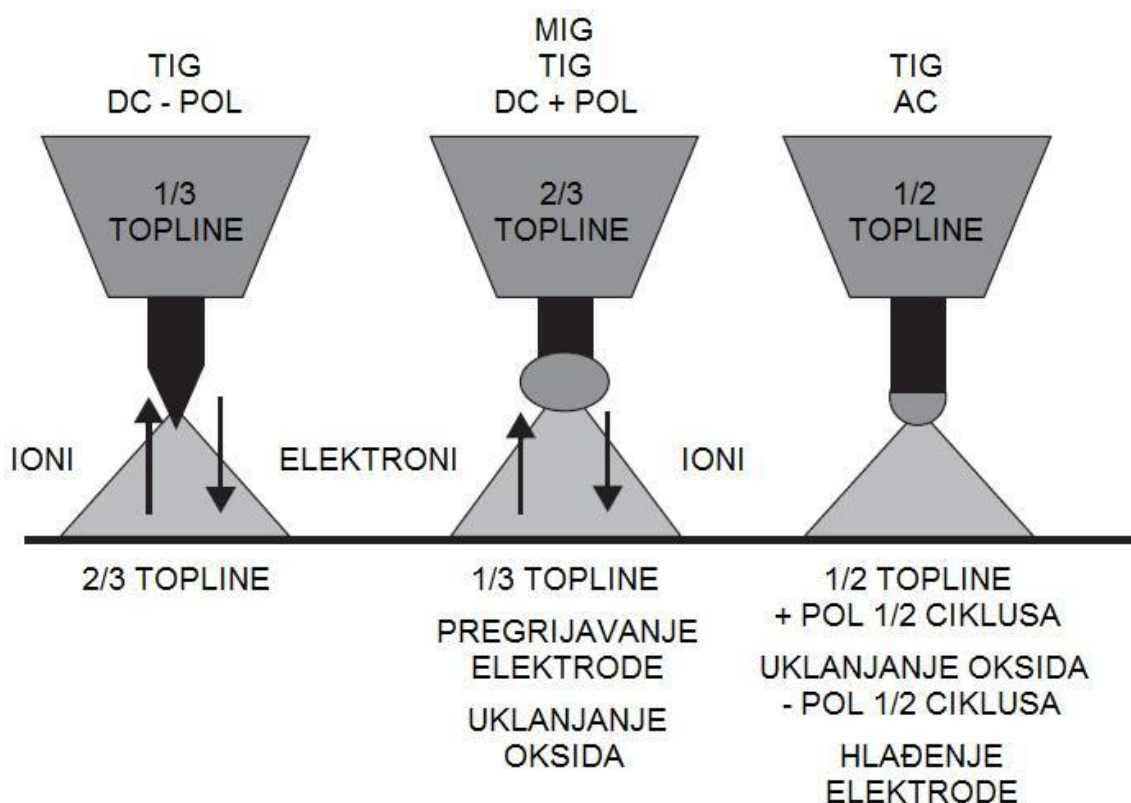 TIG
DC - POL
MIG
TIG
DC + POL
TIG
AC
1/3
TOPLINE
2/3
TOPLINE
1/2
TOPLINE
IONI
ELEKTRONI
IONI
2/3 TOPLINE
1/3 TOPLINE
PREGRIJAVANJE
ELEKTRODE
UKLANJANJE
OKSIDA
1/2 TOPLINE
+ POL 1/2 CIKLUSA
UKLANJANJE OKSIDA
- POL 1/2 CIKLUSA
HLAĐENJE
ELEKTRODE